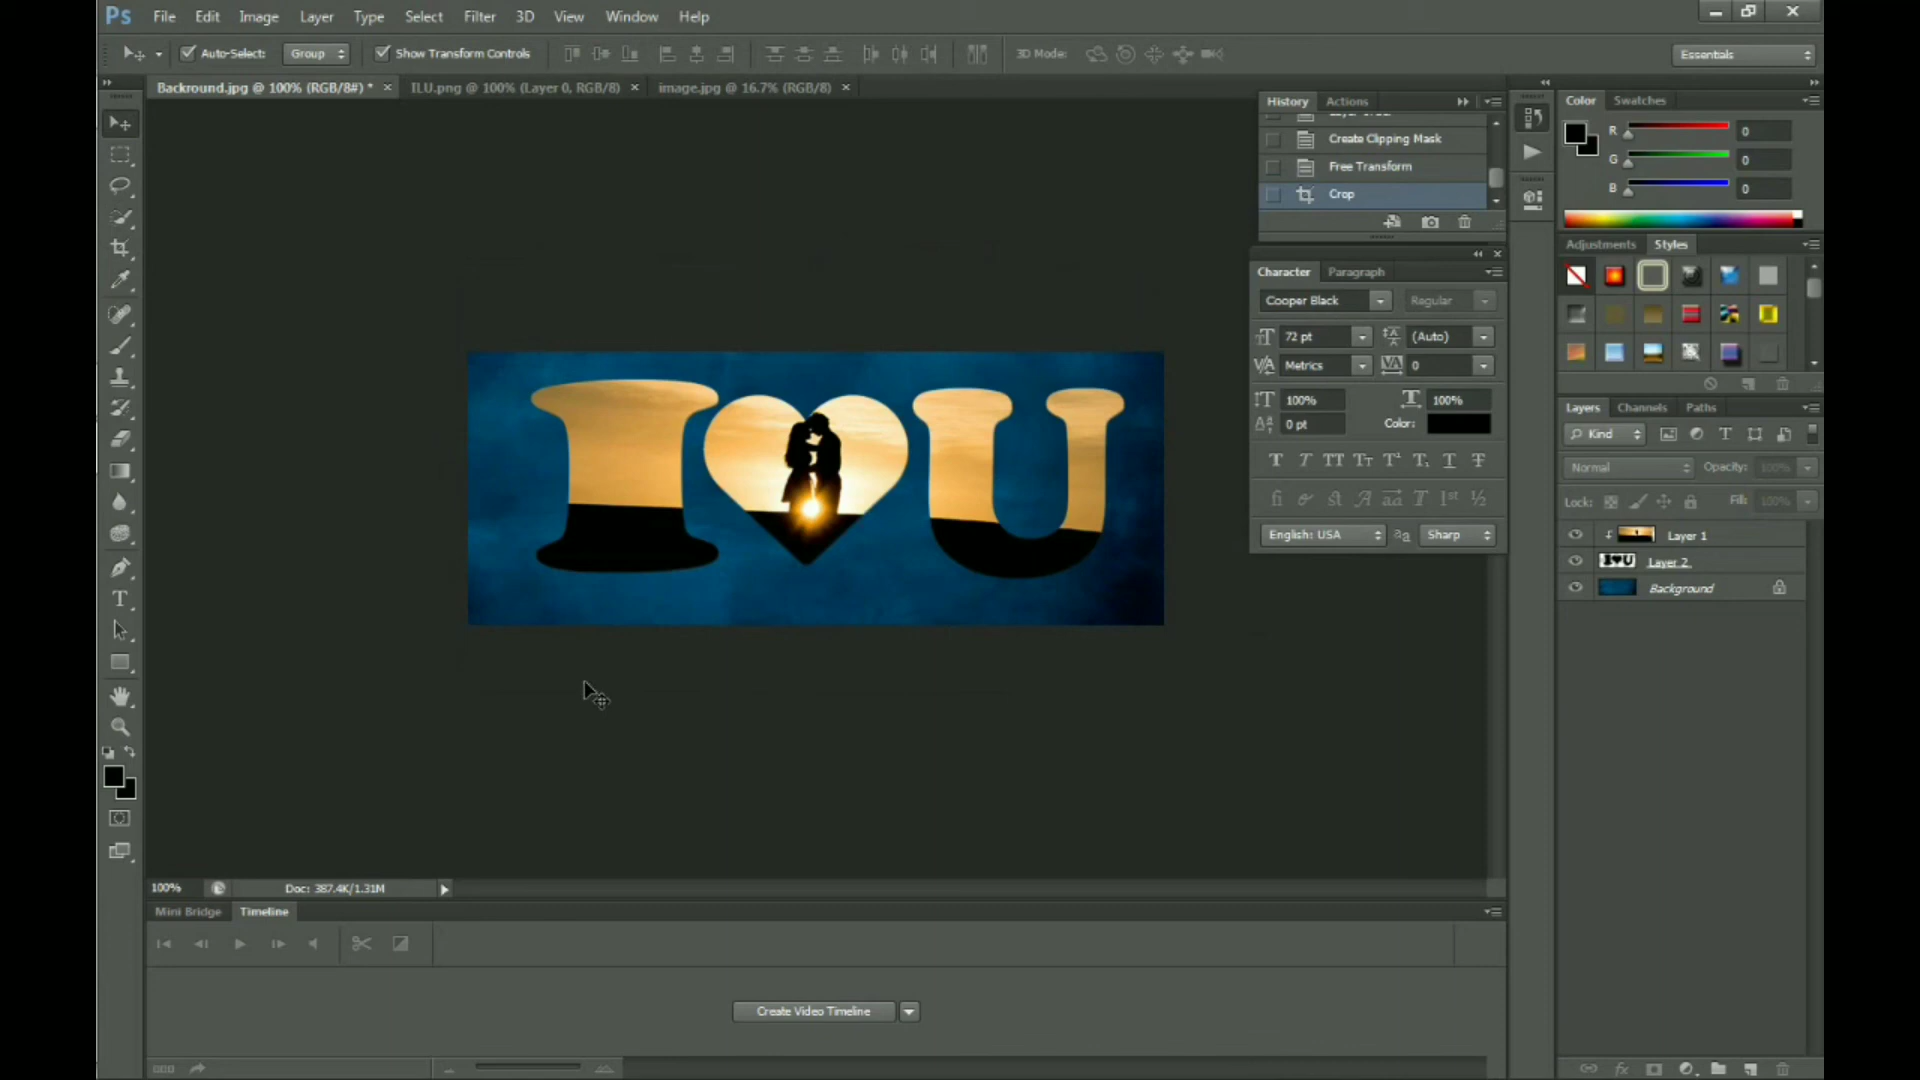 Ps File Edit Image Layer Type Select Filter 3D View Window Help
Auto-Select: Group Show Transform Controls 3D Mode: Essentials
Backround.jpg @ 100% (RGB/8#) * × ILU.png @ 100% (Layer 0, RGB/8) × image.jpg @ 16.7% (RGB/8) ×
History Actions
Create Clipping Mask
Free Transform
Crop
Character Paragraph
Cooper Black Regular
72 pt (Auto)
Metrics 0
100% 100%
0 pt Color:
English: USA Sharp
Color Swatches
R 0
G 0
B 0
Adjustments Styles
Layers Channels Paths
Kind
Normal Opacity: 100%
Lock: Fill: 100%
Layer 1
Layer 2
Background
I U
100% Doc: 387.4K/1.31M
Mini Bridge Timeline
Create Video Timeline